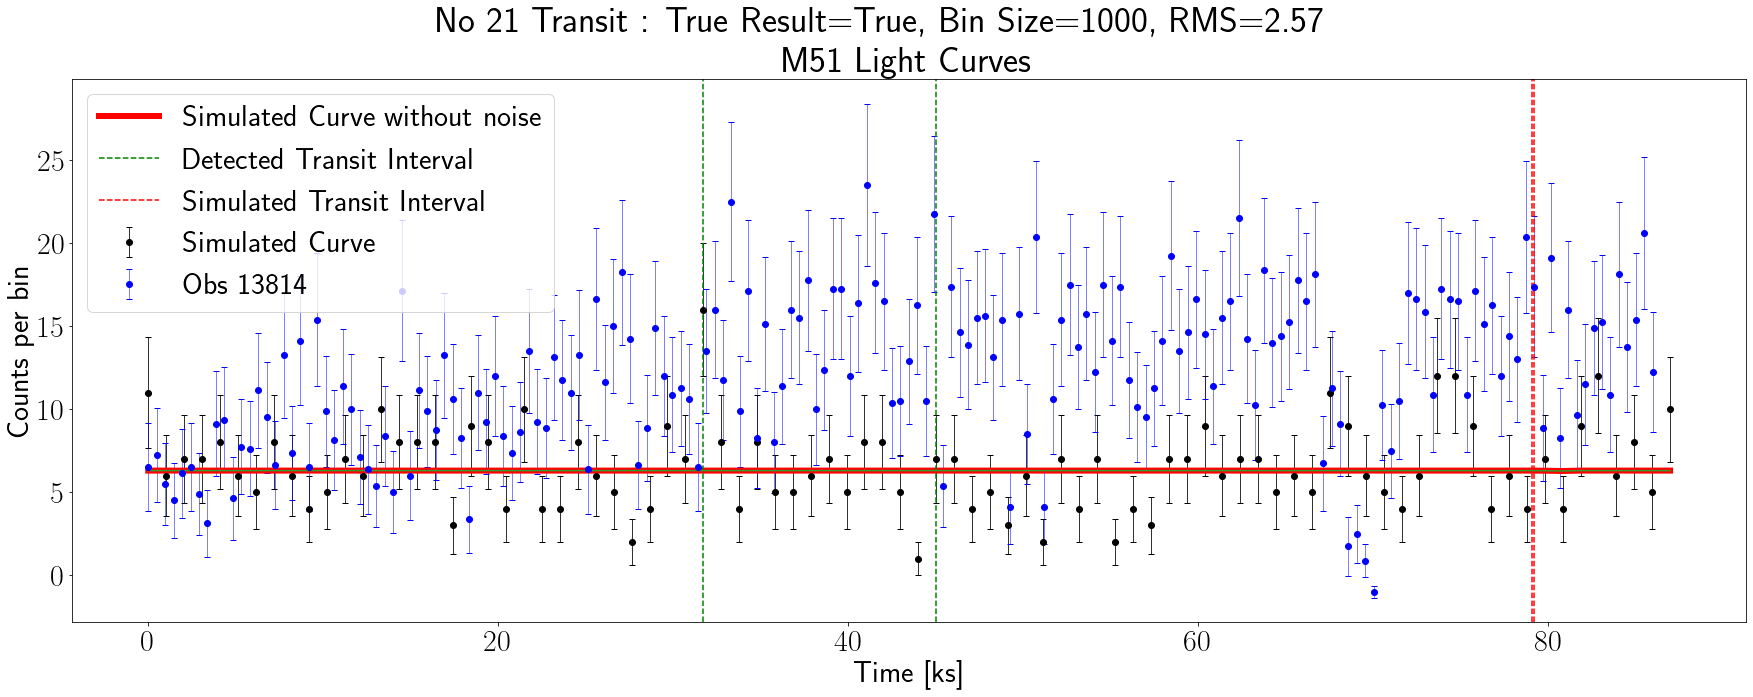 No 21 Transit : True Result=True, Bin Size=1000, RMS=2.57
M51 Light Curves
Simulated Curve without noise
Detected Transit Interval
Simulated Transit Interval
Simulated Curve
Obs 13814
Counts per bin
25
20
15
10
5
0
0 20 40 60 80
Time [ks]